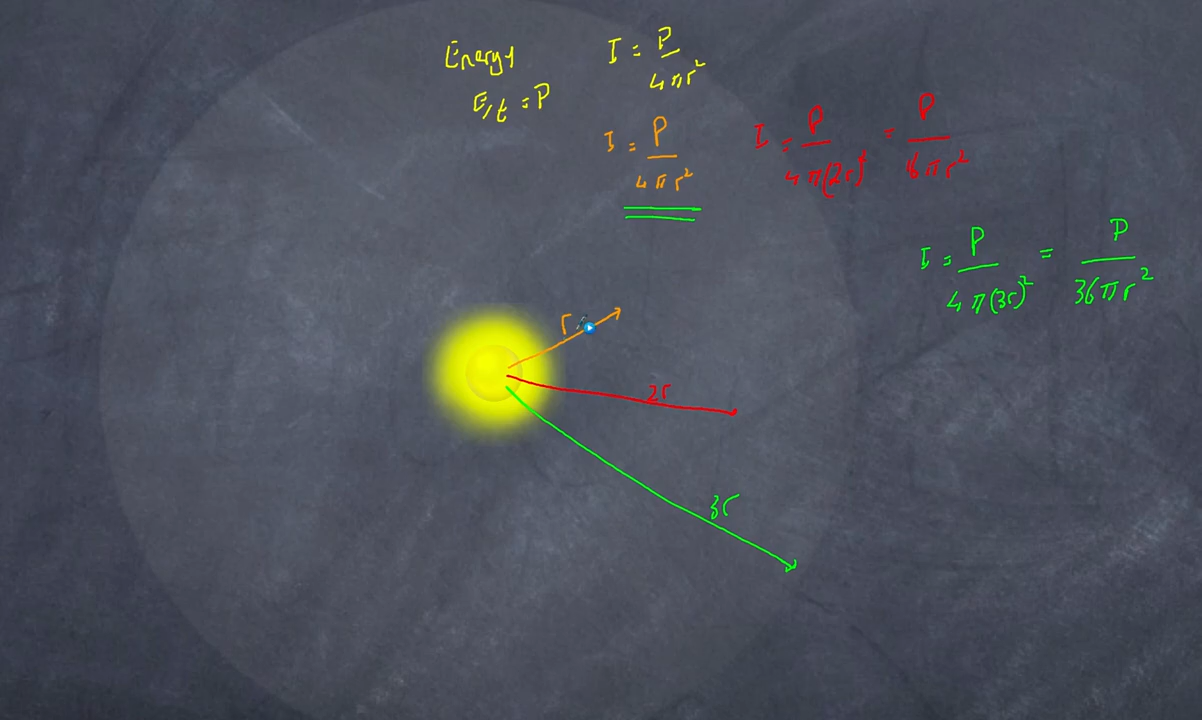 Energy
E/t = P
I = P/4πr²
I = P/4πr²
I = P/4π(2r)² = P/16πr²
I = P/4π(3r)² = P/36πr²
r
2r
3r